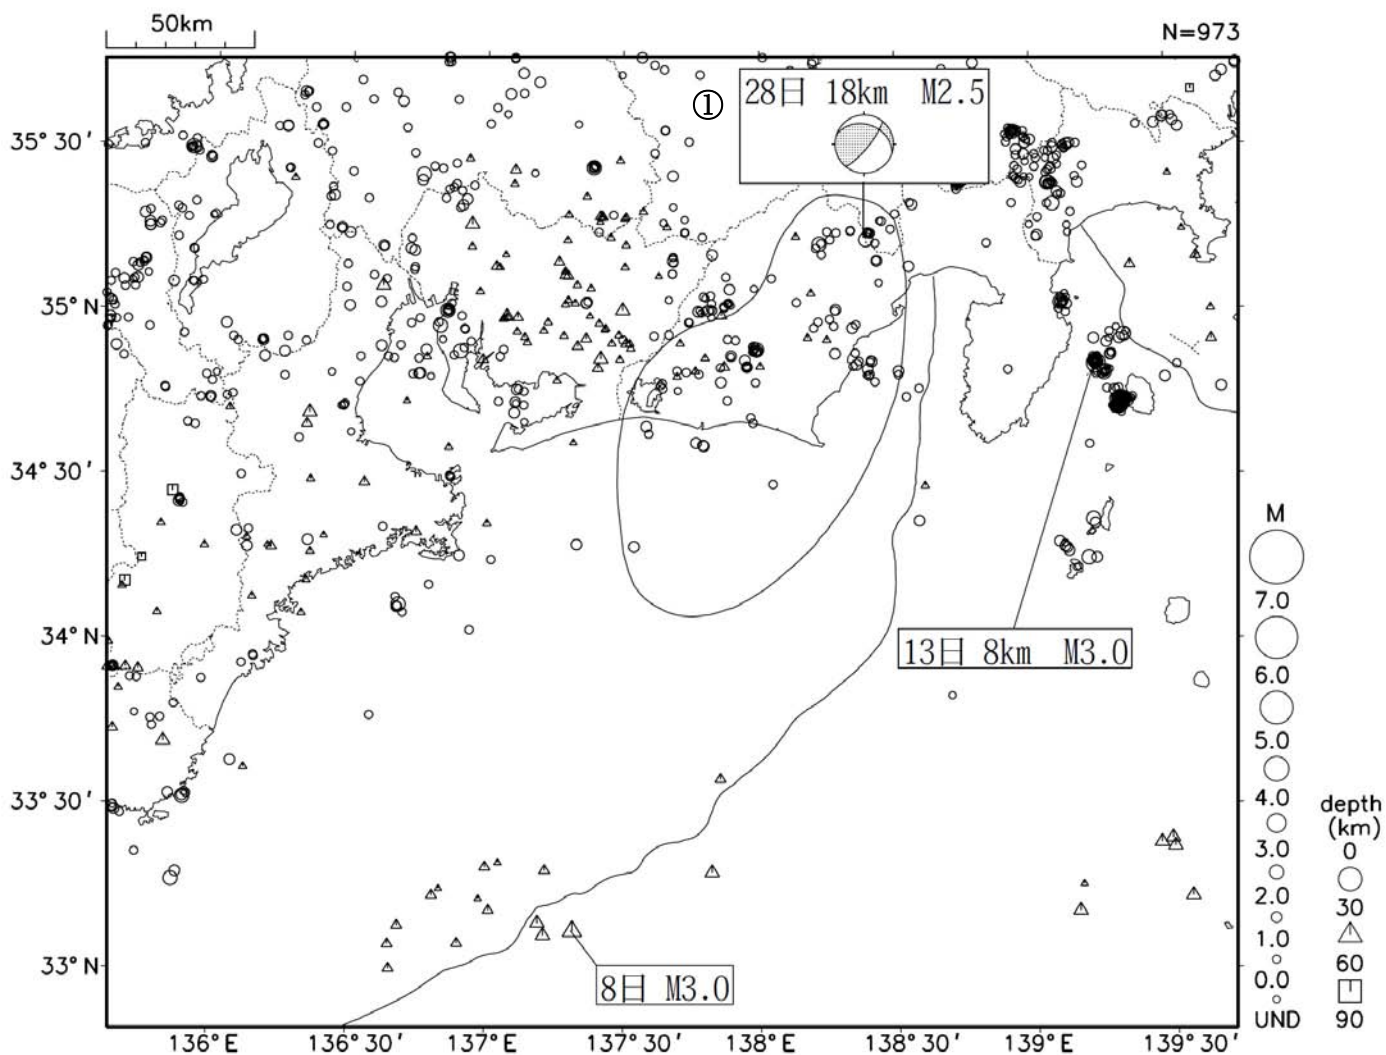 50km
N=973
① 28日 18km M2.5
35° 30′
35° N
34° 30′
34° N
33° 30′
33° N
13日 8km M3.0
8日 M3.0
136° E
136° 30′
137° E
137° 30′
138° E
138° 30′
139° E
139° 30′
M
7.0
6.0
5.0
4.0
3.0
2.0
1.0
0.0
UND
depth
(km)
0
30
60
90